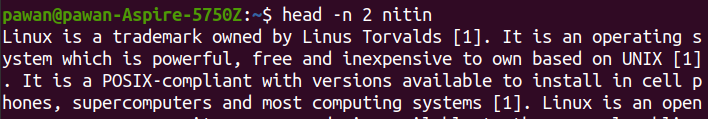 pawan@pawan-Aspire-5750Z:~$ head -n 2 nitin
Linux is a trademark owned by Linus Torvalds [1]. It is an operating s
ystem which is powerful, free and inexpensive to own based on UNIX [1]
. It is a POSIX-compliant with versions available to install in cell p
hones, supercomputers and most computing systems [1]. Linux is an open